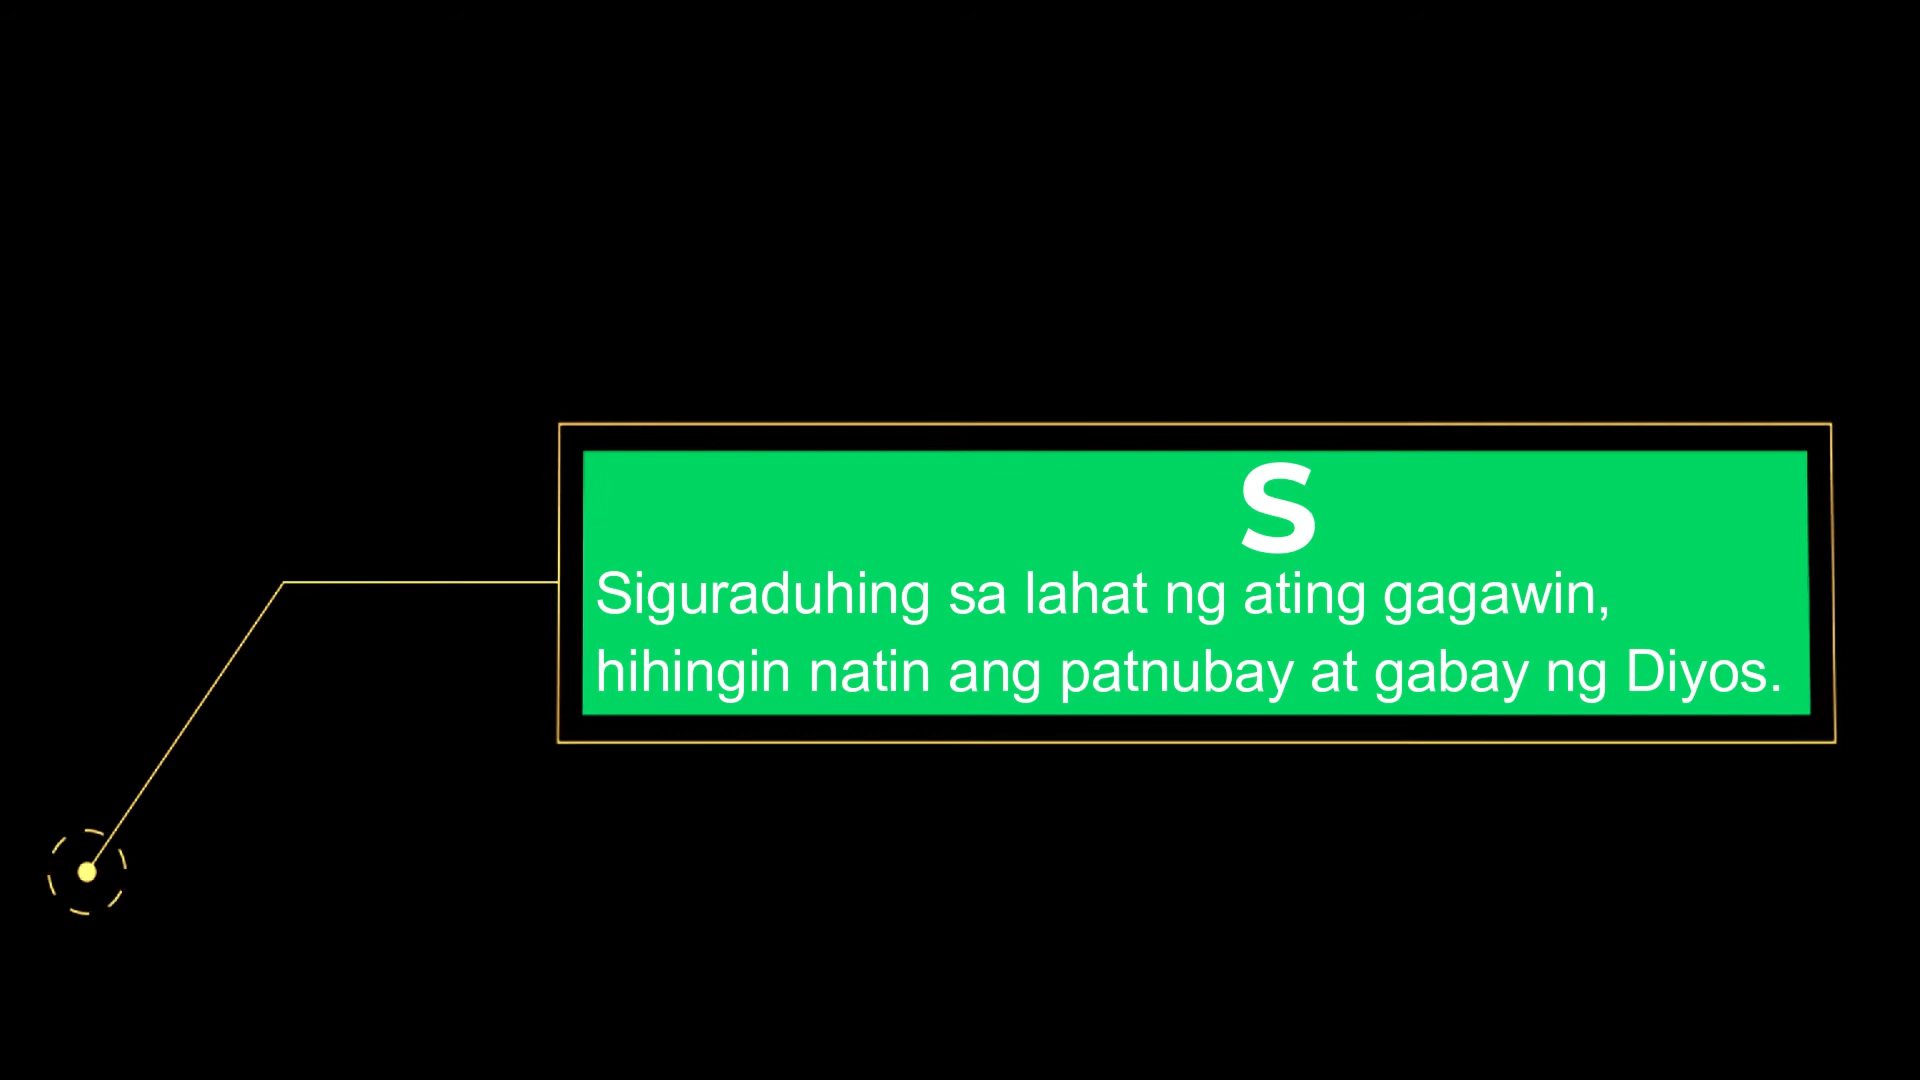 S
Siguraduhing sa lahat ng ating gagawin,
hihingin natin ang patnubay at gabay ng Diyos.